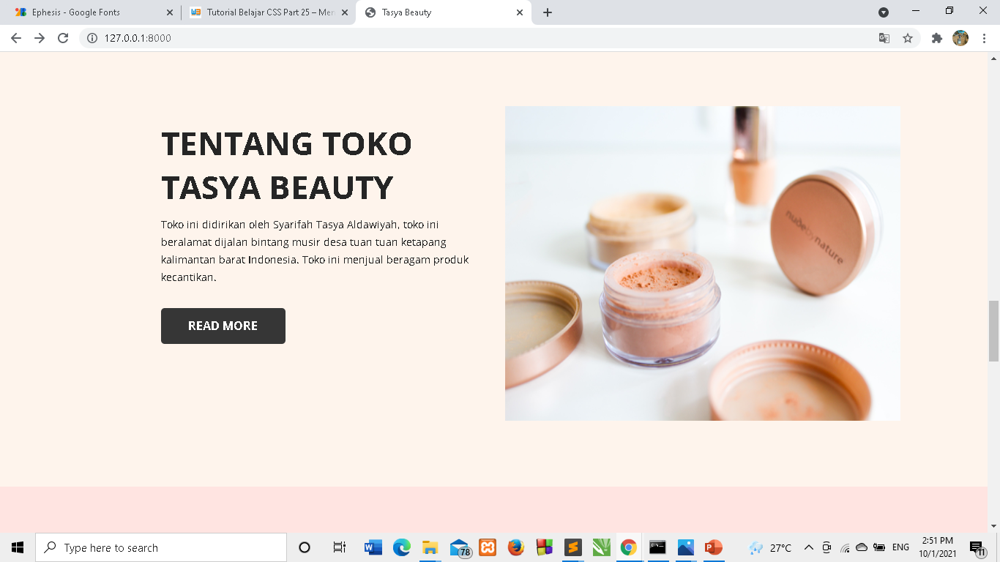 Ephesis - Google Fonts
Tutorial Belajar CSS Part 25 – Men
Tasya Beauty
127.0.0.1:8000
TENTANG TOKO
TASYA BEAUTY
Toko ini didirikan oleh Syarifah Tasya Aldawiyah, toko ini
beralamat dijalan bintang musir desa tuan tuan ketapang
kalimantan barat Indonesia. Toko ini menjual beragam produk
kecantikan.
READ MORE
nude by nature
Type here to search
78
27°C
ENG
2:51 PM
10/1/2021
11